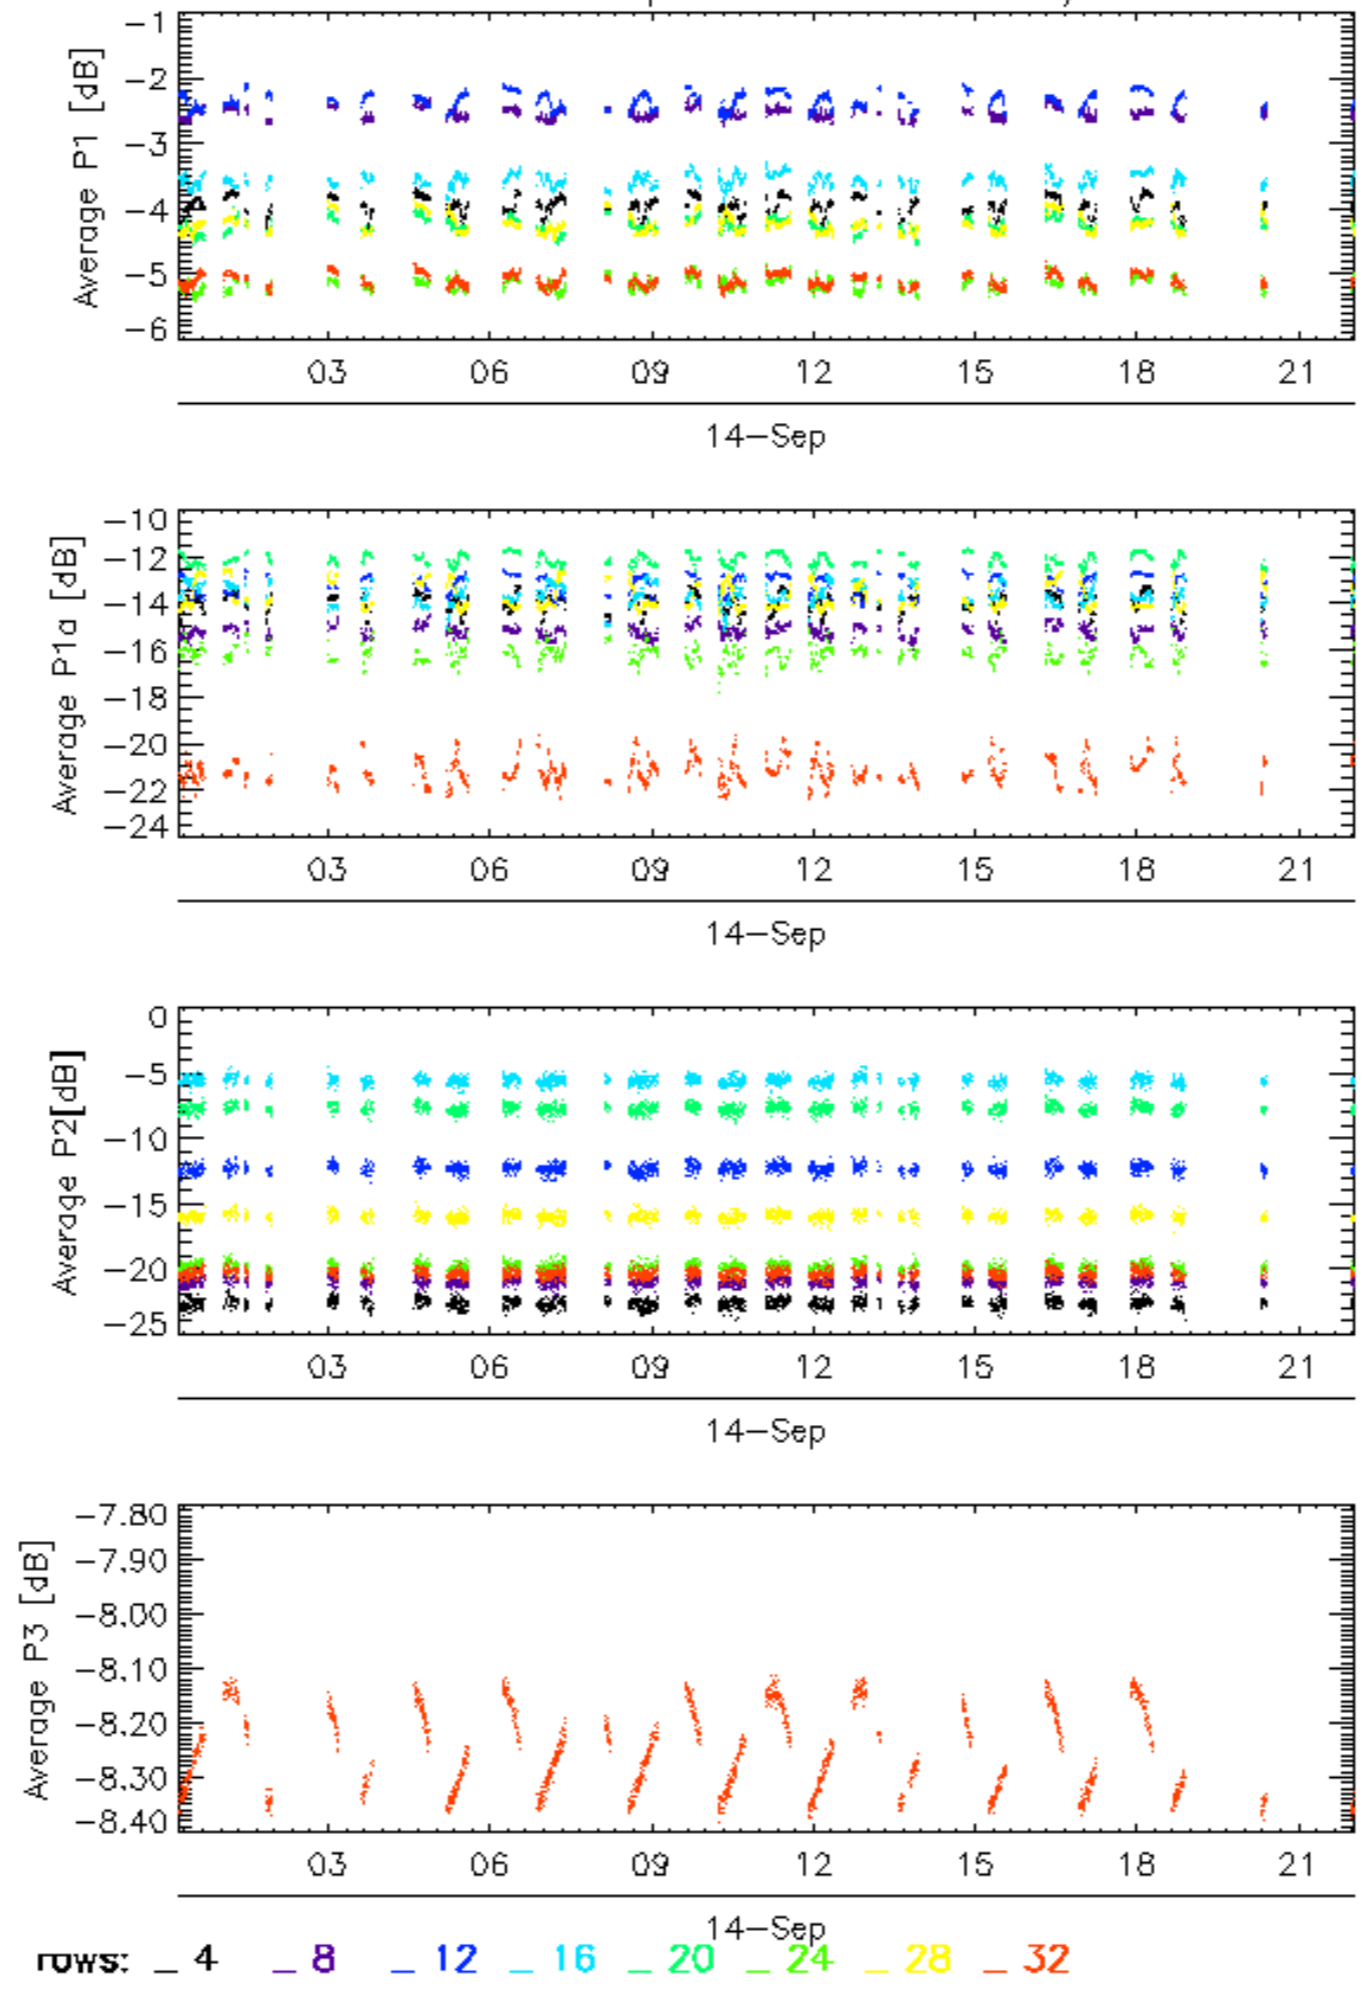 Average P1 [dB]
−1
−2
−3
−4
−5
−6
03 06 09 12 15 18 21
14−Sep
Average P1a [dB]
−10
−12
−14
−16
−18
−20
−22
−24
03 06 09 12 15 18 21
14−Sep
Average P2[dB]
0
−5
−10
−15
−20
−25
03 06 09 12 15 18 21
14−Sep
Average P3 [dB]
−7.80
−7.90
−8.00
−8.10
−8.20
−8.30
−8.40
03 06 09 12 15 18 21
14−Sep
rows: _ 4 _ 8 _ 12 _ 16 _ 20 _ 24 _ 28 _ 32